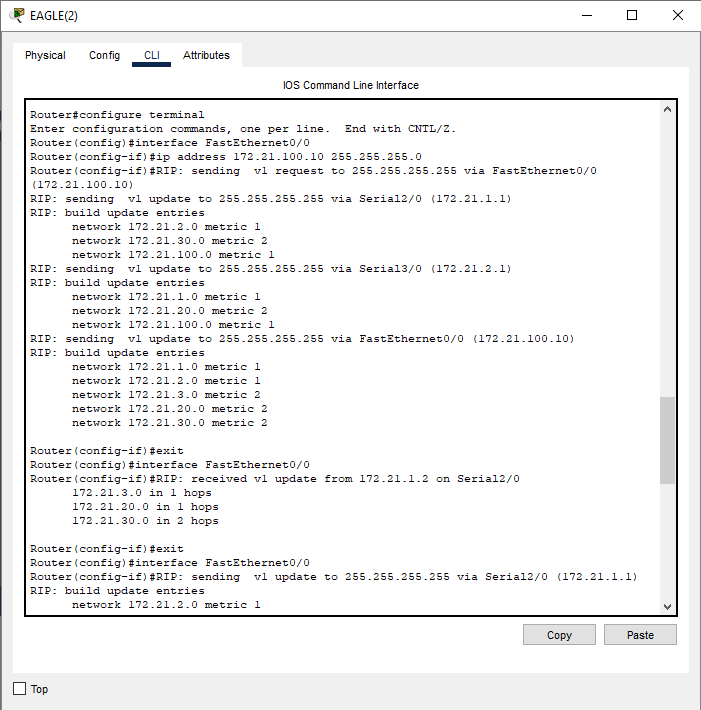 EAGLE(2)
Physical Config CLI Attributes
IOS Command Line Interface
Router#configure terminal
Enter configuration commands, one per line.  End with CNTL/Z.
Router(config)#interface FastEthernet0/0
Router(config-if)#ip address 172.21.100.10 255.255.255.0
Router(config-if)#RIP: sending  v1 request to 255.255.255.255 via FastEthernet0/0
(172.21.100.10)
RIP: sending  v1 update to 255.255.255.255 via Serial2/0 (172.21.1.1)
RIP: build update entries
      network 172.21.2.0 metric 1
      network 172.21.30.0 metric 2
      network 172.21.100.0 metric 1
RIP: sending  v1 update to 255.255.255.255 via Serial3/0 (172.21.2.1)
RIP: build update entries
      network 172.21.1.0 metric 1
      network 172.21.20.0 metric 2
      network 172.21.100.0 metric 1
RIP: sending  v1 update to 255.255.255.255 via FastEthernet0/0 (172.21.100.10)
RIP: build update entries
      network 172.21.1.0 metric 1
      network 172.21.2.0 metric 1
      network 172.21.3.0 metric 2
      network 172.21.20.0 metric 2
      network 172.21.30.0 metric 2
Router(config-if)#exit
Router(config)#interface FastEthernet0/0
Router(config-if)#RIP: received v1 update from 172.21.1.2 on Serial2/0
      172.21.3.0 in 1 hops
      172.21.20.0 in 1 hops
      172.21.30.0 in 2 hops
Router(config-if)#exit
Router(config)#interface FastEthernet0/0
Router(config-if)#RIP: sending  v1 update to 255.255.255.255 via Serial2/0 (172.21.1.1)
RIP: build update entries
      network 172.21.2.0 metric 1
Copy Paste
Top